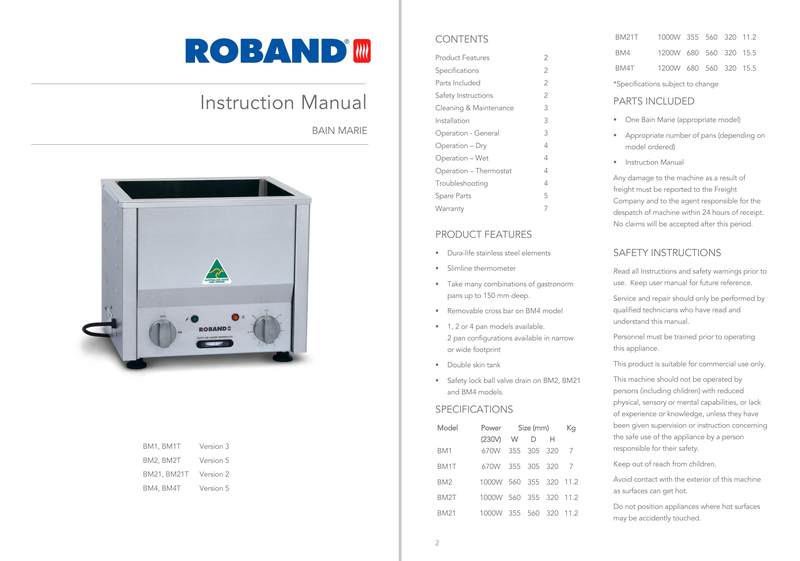 ROBAND®
Instruction Manual
BAIN MARIE
ROBAND
BM1, BM1T Version 3
BM2, BM2T Version 5
BM21, BM21T Version 2
BM4, BM4T Version 5
CONTENTS
Product Features 2
Specifications 2
Parts Included 2
Safety Instructions 2
Cleaning & Maintenance 3
Installation 3
Operation - General 3
Operation – Dry 4
Operation – Wet 4
Operation – Thermostat 4
Troubleshooting 4
Spare Parts 5
Warranty 7
PRODUCT FEATURES
• Dura-life stainless steel elements
• Slimline thermometer
• Take many combinations of gastronorm
pans up to 150 mm deep.
• Removable cross bar on BM4 model
• 1, 2 or 4 pan models available.
2 pan configurations available in narrow
or wide footprint
• Double skin tank
• Safety lock ball valve drain on BM2, BM21
and BM4 models.
SPECIFICATIONS
Model Power Size (mm) Kg
(230V) W D H
BM1 670W 355 305 320 7
BM1T 670W 355 305 320 7
BM2 1000W 560 355 320 11.2
BM2T 1000W 560 355 320 11.2
BM21 1000W 355 560 320 11.2
2
BM21T 1000W 355 560 320 11.2
BM4 1200W 680 560 320 15.5
BM4T 1200W 680 560 320 15.5
*Specifications subject to change
PARTS INCLUDED
• One Bain Marie (appropriate model)
• Appropriate number of pans (depending on
model ordered)
• Instruction Manual
Any damage to the machine as a result of
freight must be reported to the Freight
Company and to the agent responsible for the
despatch of machine within 24 hours of receipt.
No claims will be accepted after this period.
SAFETY INSTRUCTIONS
Read all Instructions and safety warnings prior to
use. Keep user manual for future reference.
Service and repair should only be performed by
qualified technicians who have read and
understand this manual.
Personnel must be trained prior to operating
this appliance.
This product is suitable for commercial use only.
This machine should not be operated by
persons (including children) with reduced
physical, sensory or mental capabilities, or lack
of experience or knowledge, unless they have
been given supervision or instruction concerning
the safe use of the appliance by a person
responsible for their safety.
Keep out of reach from children.
Avoid contact with the exterior of this machine
as surfaces can get hot.
Do not position appliances where hot surfaces
may be accidently touched.